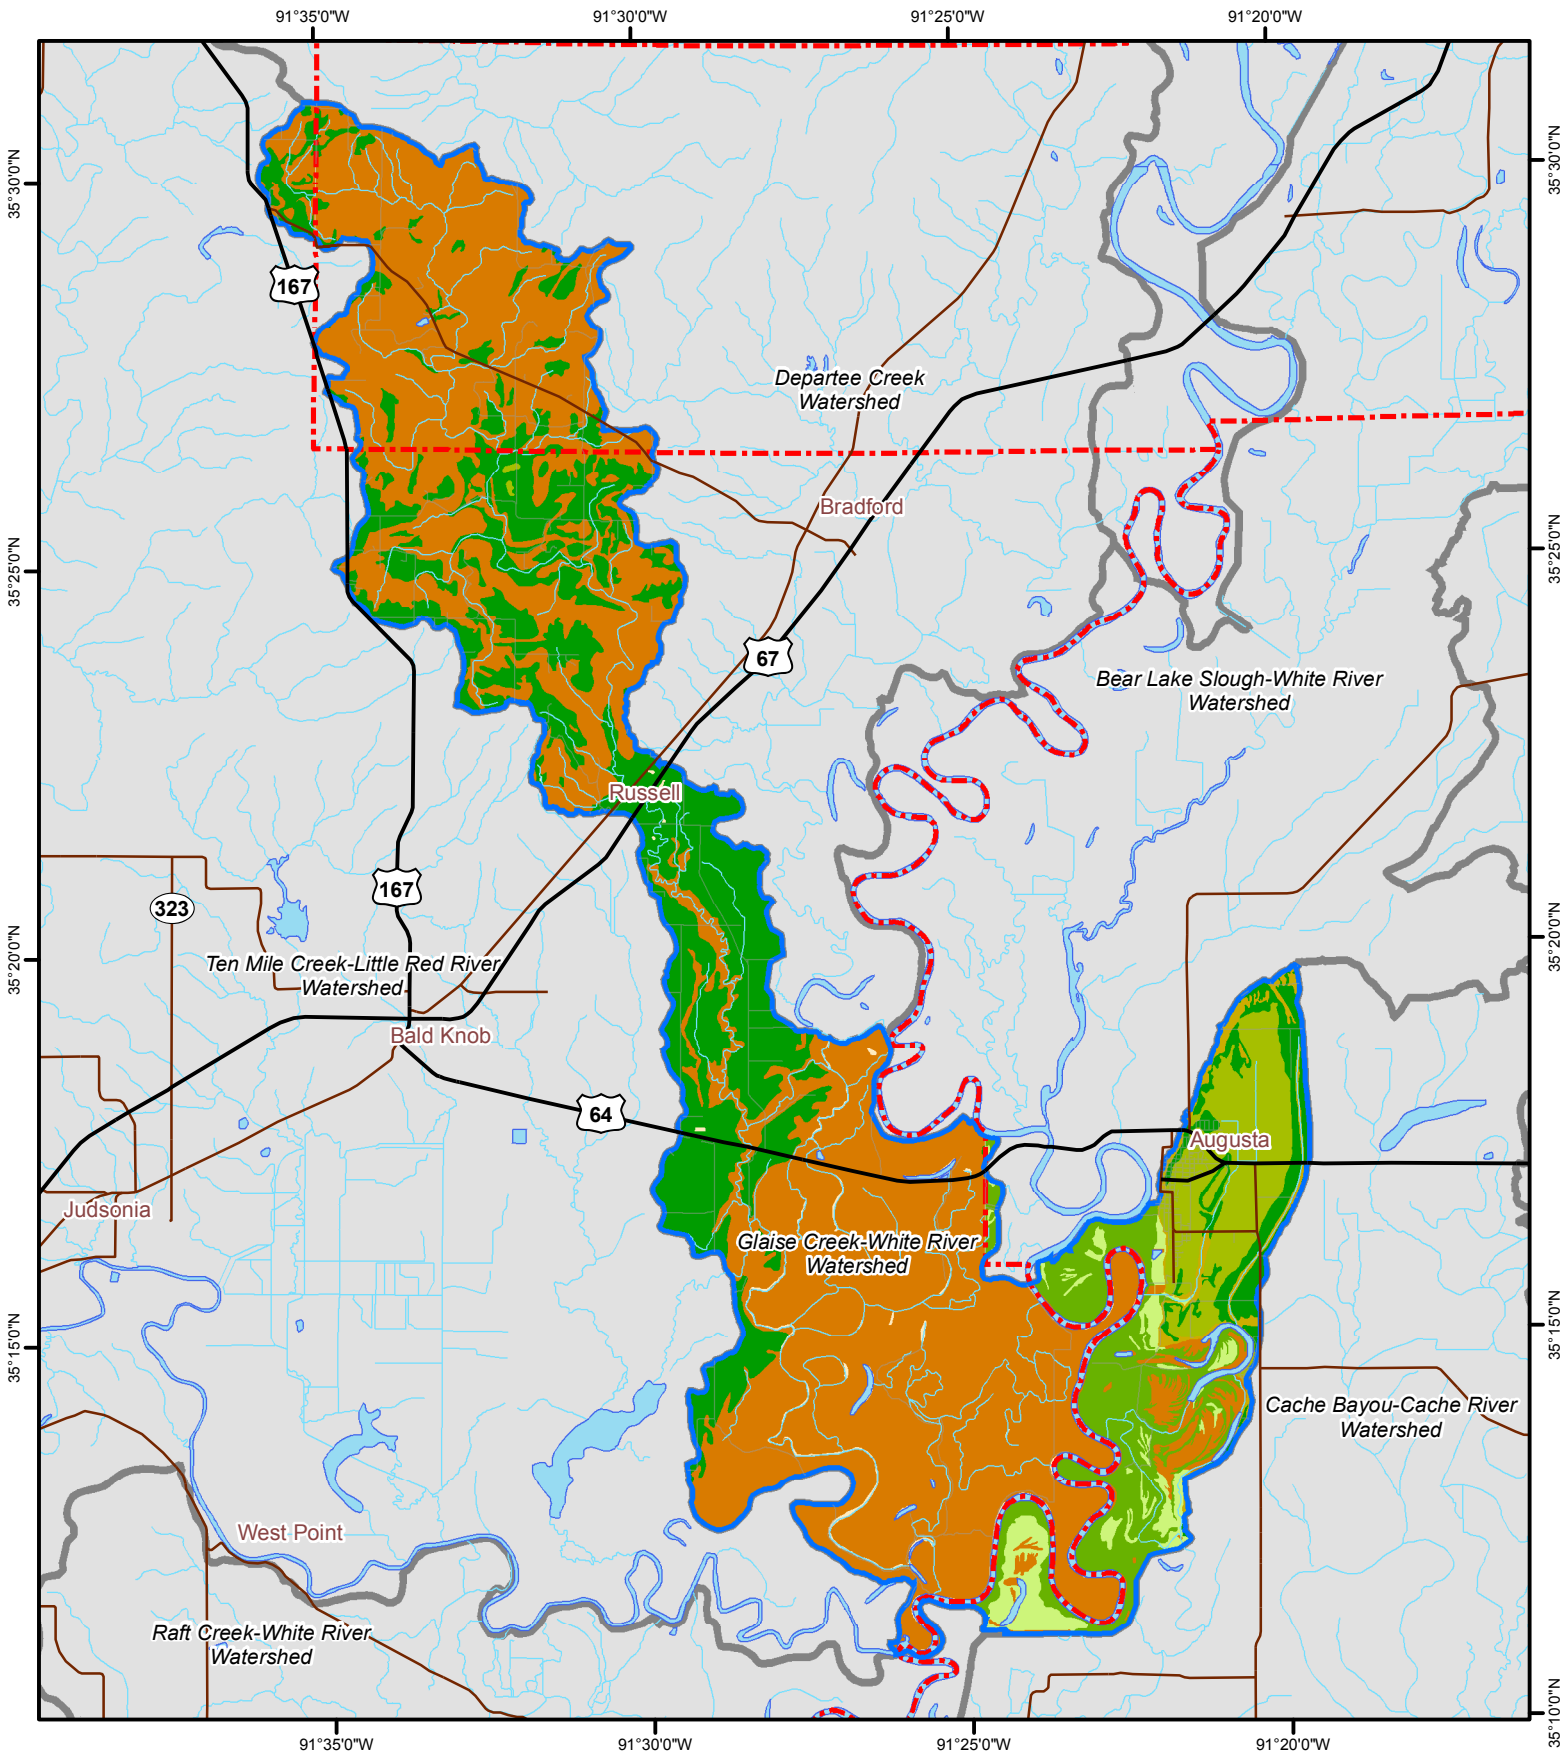 91°35'0"W
91°30'0"W
91°25'0"W
91°20'0"W
35°30'0"N
35°30'0"N
167
Departee Creek
Watershed
Bradford
35°25'0"N
35°25'0"N
67
Bear Lake Slough-White River
Watershed
Russell
167
323
35°20'0"N
35°20'0"N
Ten Mile Creek-Little Red River
Watershed
Bald Knob
64
Augusta
Judsonia
Glaise Creek-White River
Watershed
35°15'0"N
35°15'0"N
Cache Bayou-Cache River
Watershed
West Point
Raft Creek-White River
Watershed
35°10'0"N
91°35'0"W
91°30'0"W
91°25'0"W
91°20'0"W